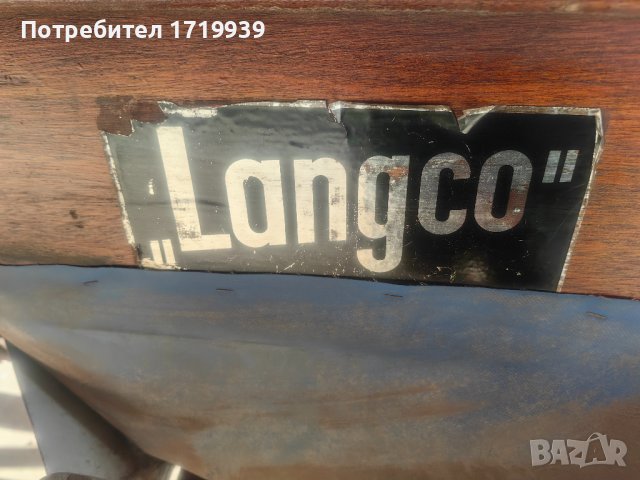 Потребител 1719939
„Langco"
BAZAR